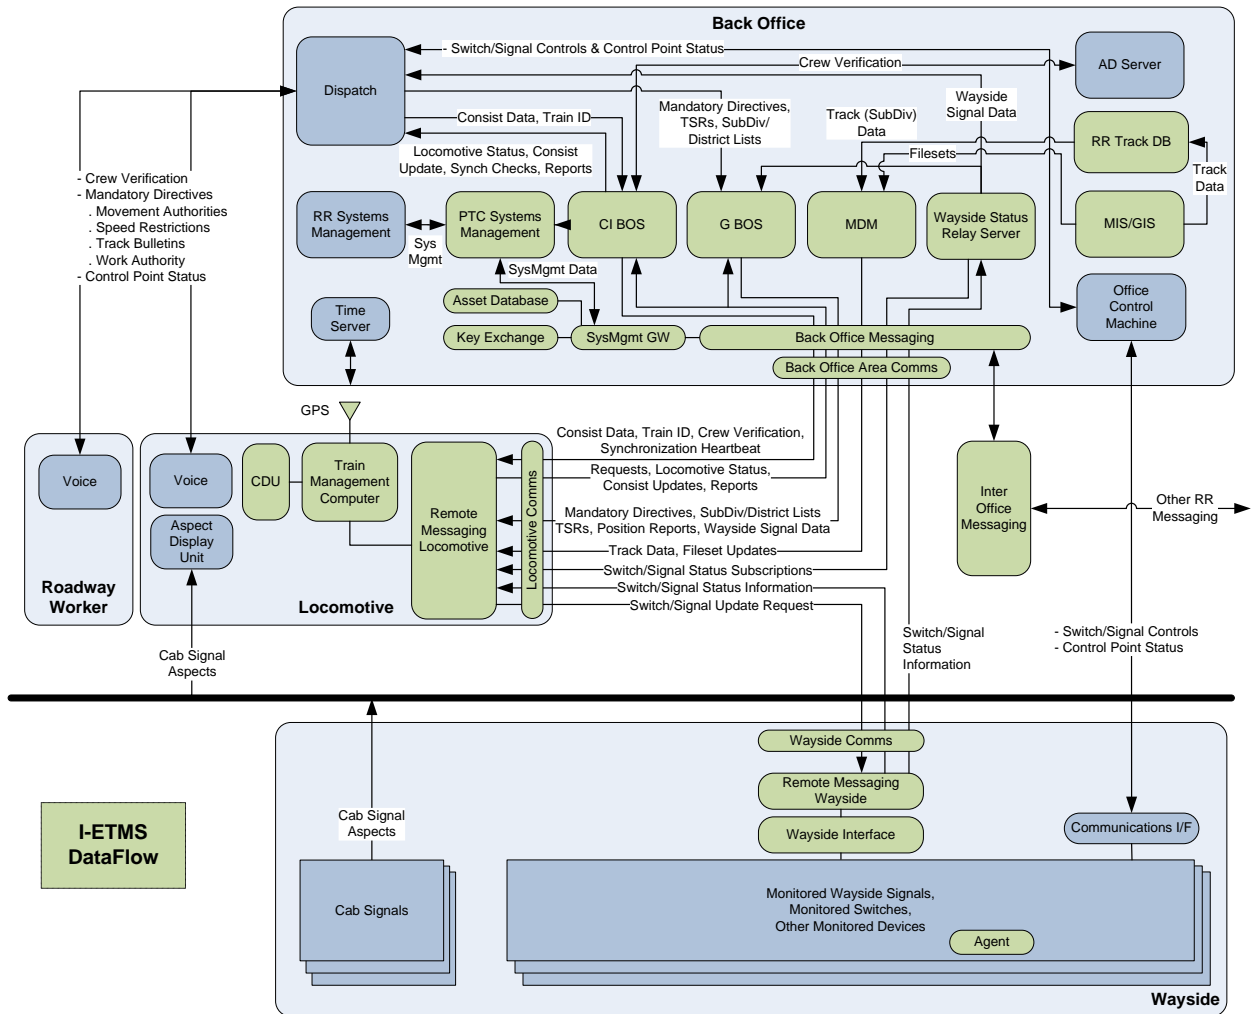 Back Office
- Switch/Signal Controls & Control Point Status
Dispatch
Crew Verification
AD Server
Consist Data, Train ID
Mandatory Directives,
TSRs, SubDiv/
District Lists
Track (SubDiv)
Data
Wayside
Signal Data
RR Track DB
Filesets
Track
Data
Locomotive Status, Consist
Update, Synch Checks, Reports
- Crew Verification
- Mandatory Directives
. Movement Authorities
. Speed Restrictions
. Track Bulletins
. Work Authority
- Control Point Status
RR Systems
Management
Sys
Mgmt
PTC Systems
Management
CI BOS
G BOS
MDM
Wayside Status
Relay Server
MIS/GIS
SysMgmt Data
Asset Database
Time
Server
Key Exchange
SysMgmt GW
Back Office Messaging
Back Office Area Comms
Office
Control
Machine
GPS
Voice
Roadway
Worker
Voice
Aspect
Display
Unit
CDU
Train
Management
Computer
Remote
Messaging
Locomotive
Locomotive Comms
Locomotive
Consist Data, Train ID, Crew Verification,
Synchronization Heartbeat
Requests, Locomotive Status,
Consist Updates, Reports
Mandatory Directives, SubDiv/District Lists
TSRs, Position Reports, Wayside Signal Data
Track Data, Fileset Updates
Switch/Signal Status Subscriptions
Switch/Signal Status Information
Switch/Signal Update Request
Inter
Office
Messaging
Other RR
Messaging
Cab Signal
Aspects
Switch/Signal
Status
Information
- Switch/Signal Controls
- Control Point Status
Wayside Comms
Remote Messaging
Wayside
Wayside Interface
Communications I/F
Cab Signal
Aspects
I-ETMS
DataFlow
Cab Signals
Monitored Wayside Signals,
Monitored Switches,
Other Monitored Devices
Agent
Wayside